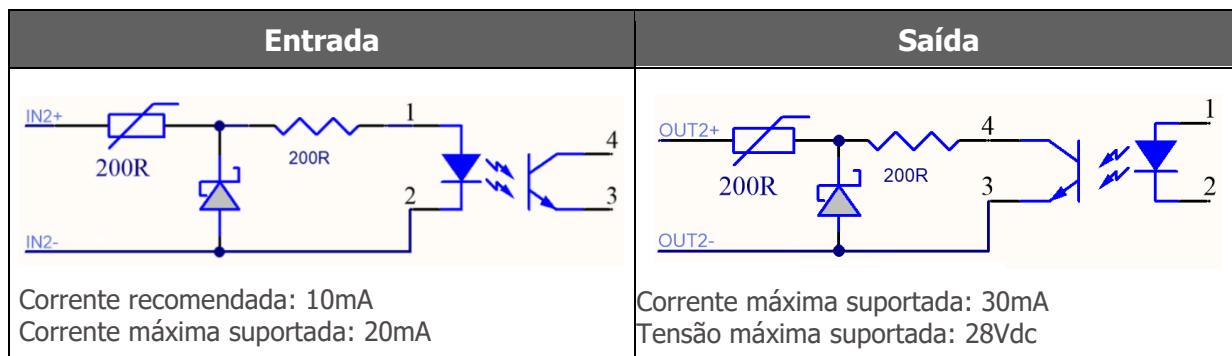 Entrada
Saída
IN2+
200R
200R
1
2
4
3
IN2-
OUT2+
200R
200R
4
3
1
2
OUT2-
Corrente recomendada: 10mA
Corrente máxima suportada: 20mA
Corrente máxima suportada: 30mA
Tensão máxima suportada: 28Vdc